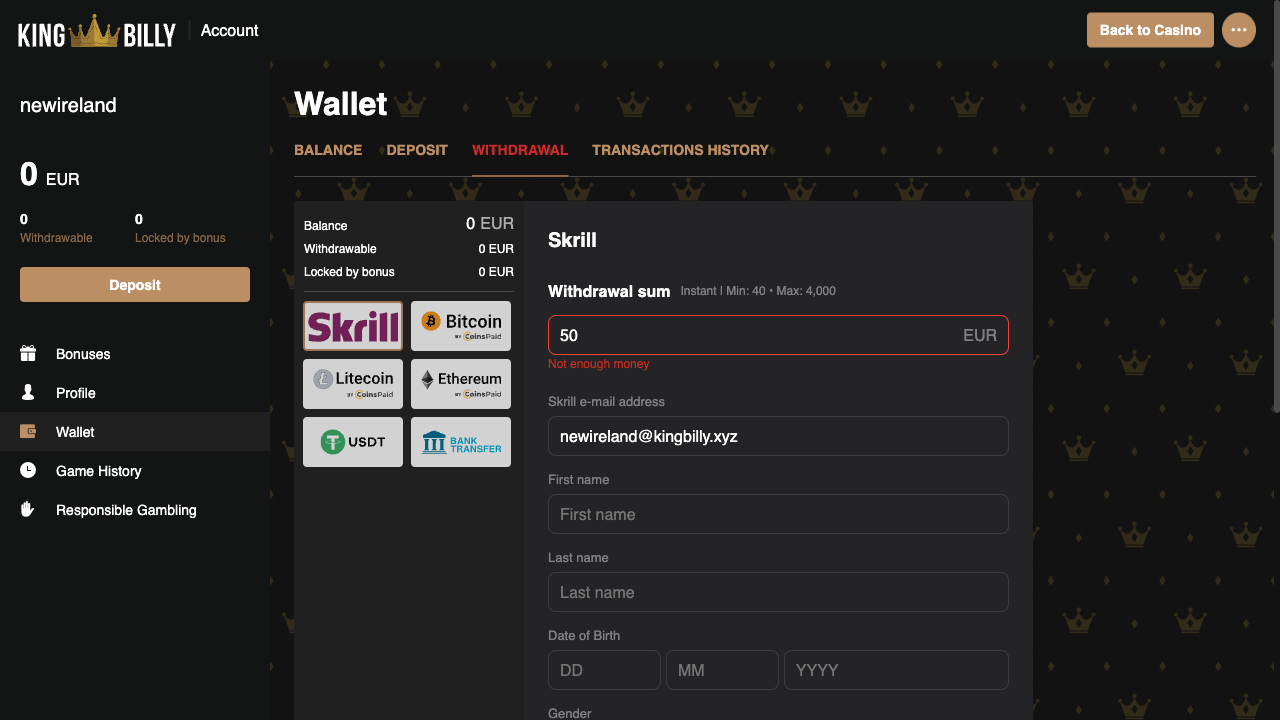 KING BILLY
Account
Back to Casino
newireland
0 EUR
0
Withdrawable
0
Locked by bonus
Deposit
Bonuses
Profile
Wallet
Game History
Responsible Gambling
Wallet
BALANCE DEPOSIT WITHDRAWAL TRANSACTIONS HISTORY
Balance 0 EUR
Withdrawable 0 EUR
Locked by bonus 0 EUR
Skrill
Bitcoin
BY CoinsPaid
Litecoin
BY CoinsPaid
Ethereum
BY CoinsPaid
USDT
BANK
TRANSFER
Skrill
Withdrawal sum Instant | Min: 40 • Max: 4,000
50 EUR
Not enough money
Skrill e-mail address
newireland@kingbilly.xyz
First name
First name
Last name
Last name
Date of Birth
DD MM YYYY
Gender